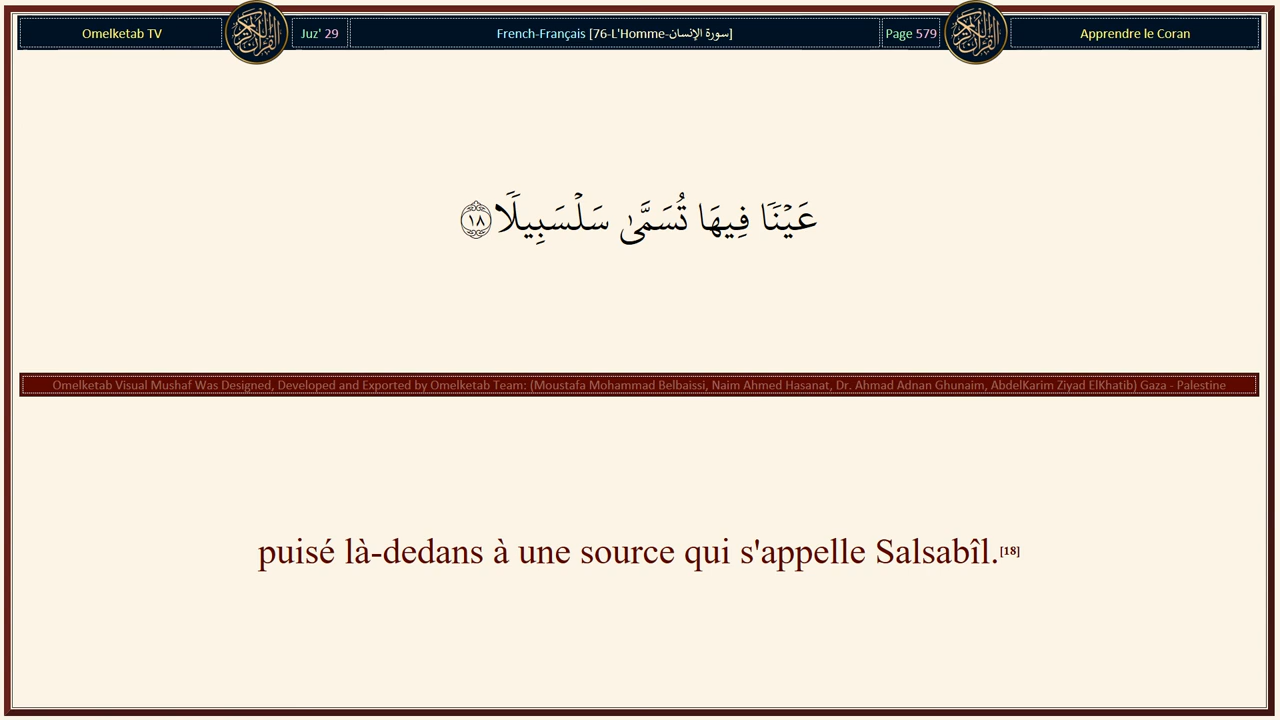 Omelketab TV
Juz' 29
French-Français [76-L'Homme-سورة الإنسان]
Page 579
Apprendre le Coran
عَيْنٗا فِيهَا تُسَمَّىٰ سَلۡسَبِيلٗا ١٨
Omelketab Visual Mushaf Was Designed, Developed and Exported by Omelketab Team: (Moustafa Mohammad Belbaissi, Naim Ahmed Hasanat, Dr. Ahmad Adnan Ghunaim, AbdelKarim Ziyad ElKhatib) Gaza - Palestine
puisé là-dedans à une source qui s'appelle Salsabîl.[18]